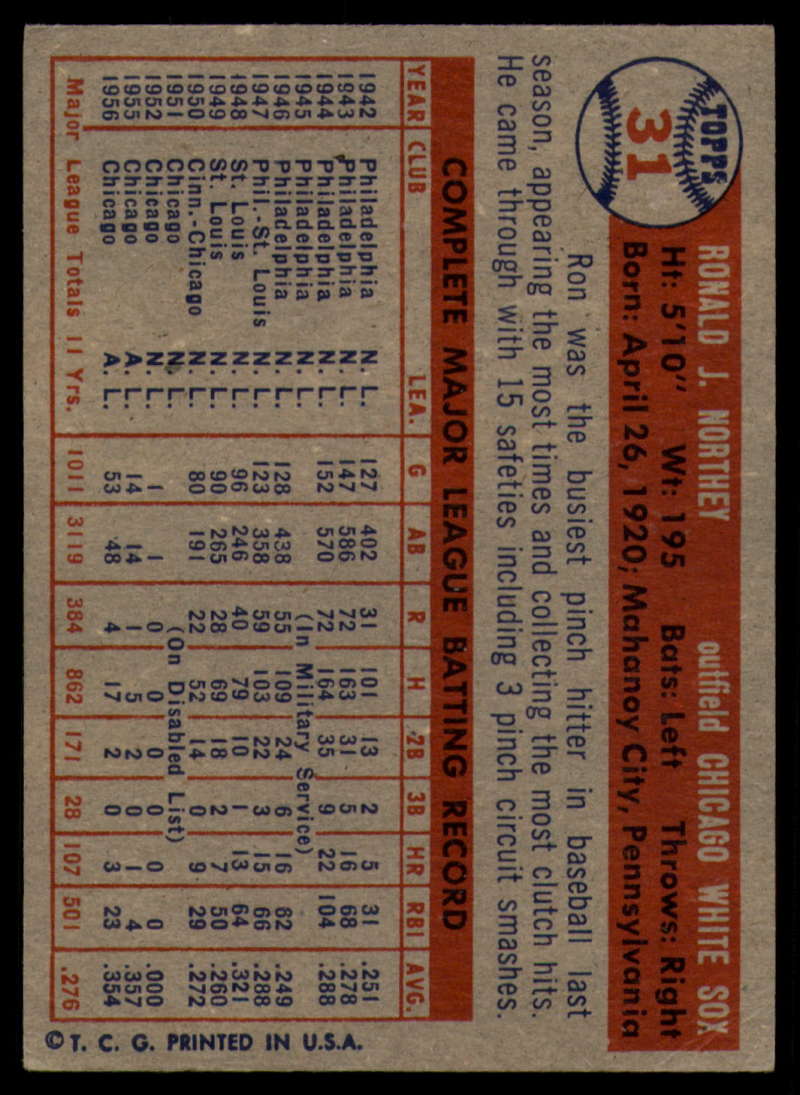 TOPPS
31
RONALD J. NORTHEY outfield CHICAGO WHITE SOX
Ht: 5'10" Wt: 195 Bats: Left Throws: Right
Born: April 26, 1920; Mahanoy City, Pennsylvania
Ron was the busiest pinch hitter in baseball last
season, appearing the most times and collecting the most clutch hits.
He came through with 15 safeties including 3 pinch circuit smashes.
COMPLETE MAJOR LEAGUE BATTING RECORD
YEAR CLUB LEA. G AB R H 2B 3B HR RBI AVG.
1942 Philadelphia N. L. 127 402 31 101 13 2 5 31 .251
1943 Philadelphia N. L. 147 586 72 163 31 5 16 68 .278
1944 Philadelphia N. L. 152 570 72 164 35 9 22 104 .288
1945 Philadelphia N. L. (In Military Service)
1946 Philadelphia N. L. 128 438 55 109 24 6 16 62 .249
1947 Phil.-St. Louis N. L. 123 358 59 103 22 3 15 66 .288
1948 St. Louis N. L. 96 246 40 79 10 1 13 64 .321
1949 St. Louis N. L. 90 265 28 69 18 2 7 50 .260
1950 Cinn.-Chicago N. L. 80 191 22 52 14 0 9 29 .272
1951 Chicago N. L. (On Disabled List)
1952 Chicago N. L. 1 1 0 0 0 0 0 0 .000
1955 Chicago A. L. 14 14 1 5 2 0 1 4 .357
1956 Chicago A. L. 53 48 4 17 2 0 3 23 .354
Major League Totals 11 Yrs. 1011 3119 384 862 171 28 107 501 .276
© T. C. G. PRINTED IN U.S.A.